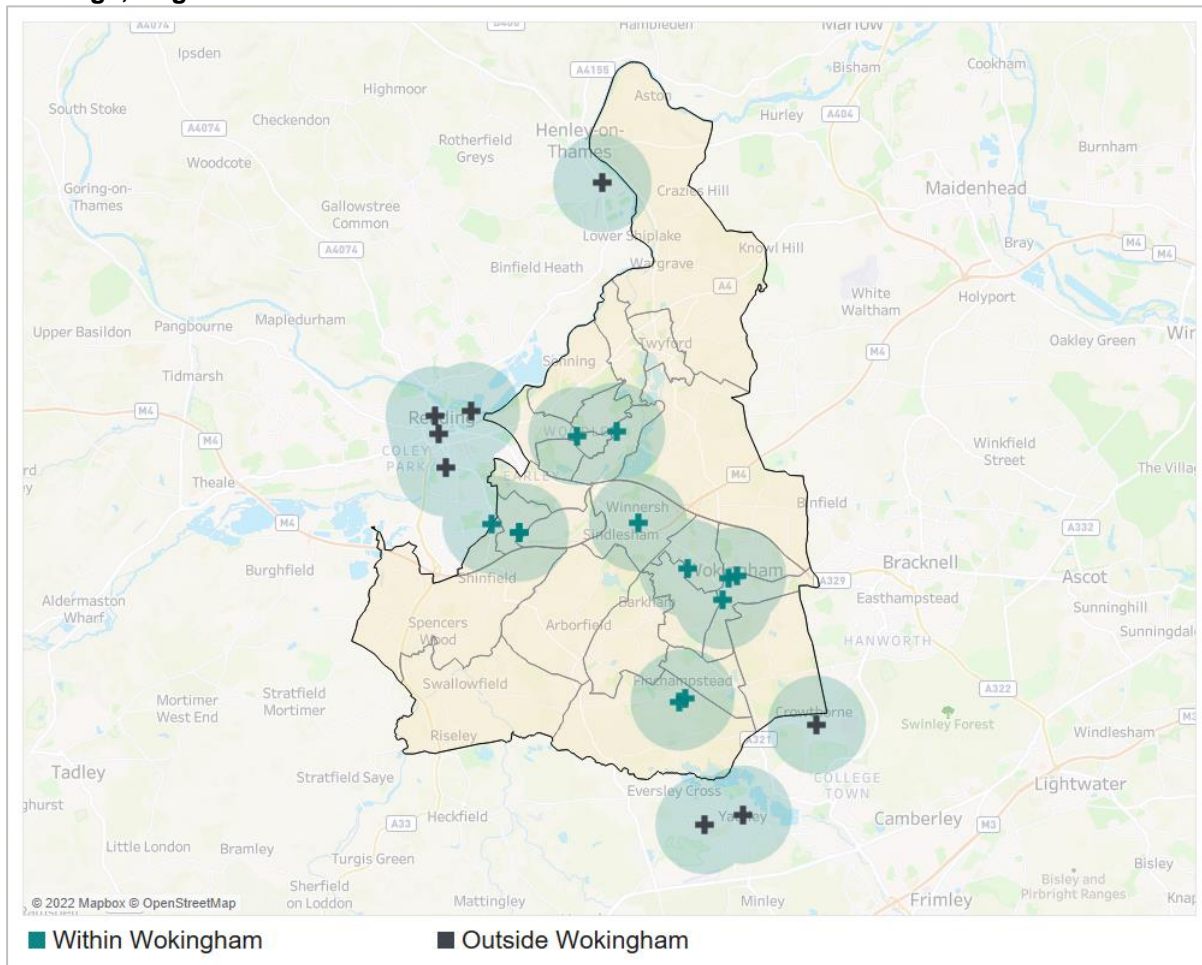 A4074
Ipsden
Hambleden
Marlow
A4155
Cookham
Highmoor
Aston
Bisham
South Stoke
Hurley
A404
Checkendon
Henley-on-
Thames
A4074
Rotherfield
Greys
Burnham
Woodcote
Goring-on-
Thames
Crazies Hill
Maidenhead
Gallowstree
Common
Lower Shiplake
Knowl Hill
Bray
M4
A4074
Binfield Heath
Wargrave
M4
A4
White
Waltham
Holyport
Pangbourne
Mapledurham
Upper Basildon
Twyford
Oakley Green
M4
Sonning
Tidmarsh
M4
Reading
M4
COLEY
PARK
Winkfield
Street
EARLEY
Theale
M4
The Villag
Winnersh
Binfield
M4
Sindlesham
A332
Burghfield
Shinfield
Wokingham
Bracknell
A329
Ascot
Aldermaston
Wharf
Barkham
Easthampstead
Sunninghill
Spencers
Wood
Arborfield
HANWORTH
Sunningdale
Swallowfield
Finchampstead
A322
Mortimer
West End
Stratfield
Mortimer
Crowthorne
Swinley Forest
Riseley
A321
Windlesham
Tadley
Stratfield Saye
COLLEGE
TOWN
Lightwater
Eversley Cross
Heckfield
Yateley
Camberley
A33
M3
Little London
Bramley
Turgis Green
Bisley
Sherfield
on Loddon
Mattingley
Minley
Frimley
Bisley and
Pirbright Ranges
© 2022 Mapbox © OpenStreetMap
Within Wokingham
Outside Wokingham